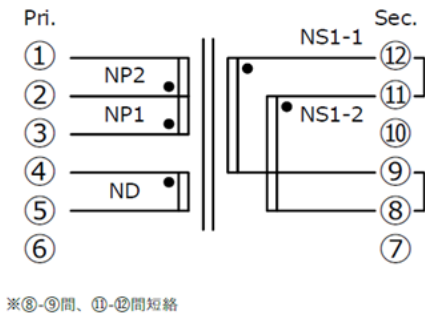 Pri. Sec.
NS1-1
① ⑫
NP2
② ⑪
NP1 NS1-2
③ ⑩
④ ⑨
ND
⑤ ⑧
⑥ ⑦
※⑧-⑨間、⑪-⑫間短絡